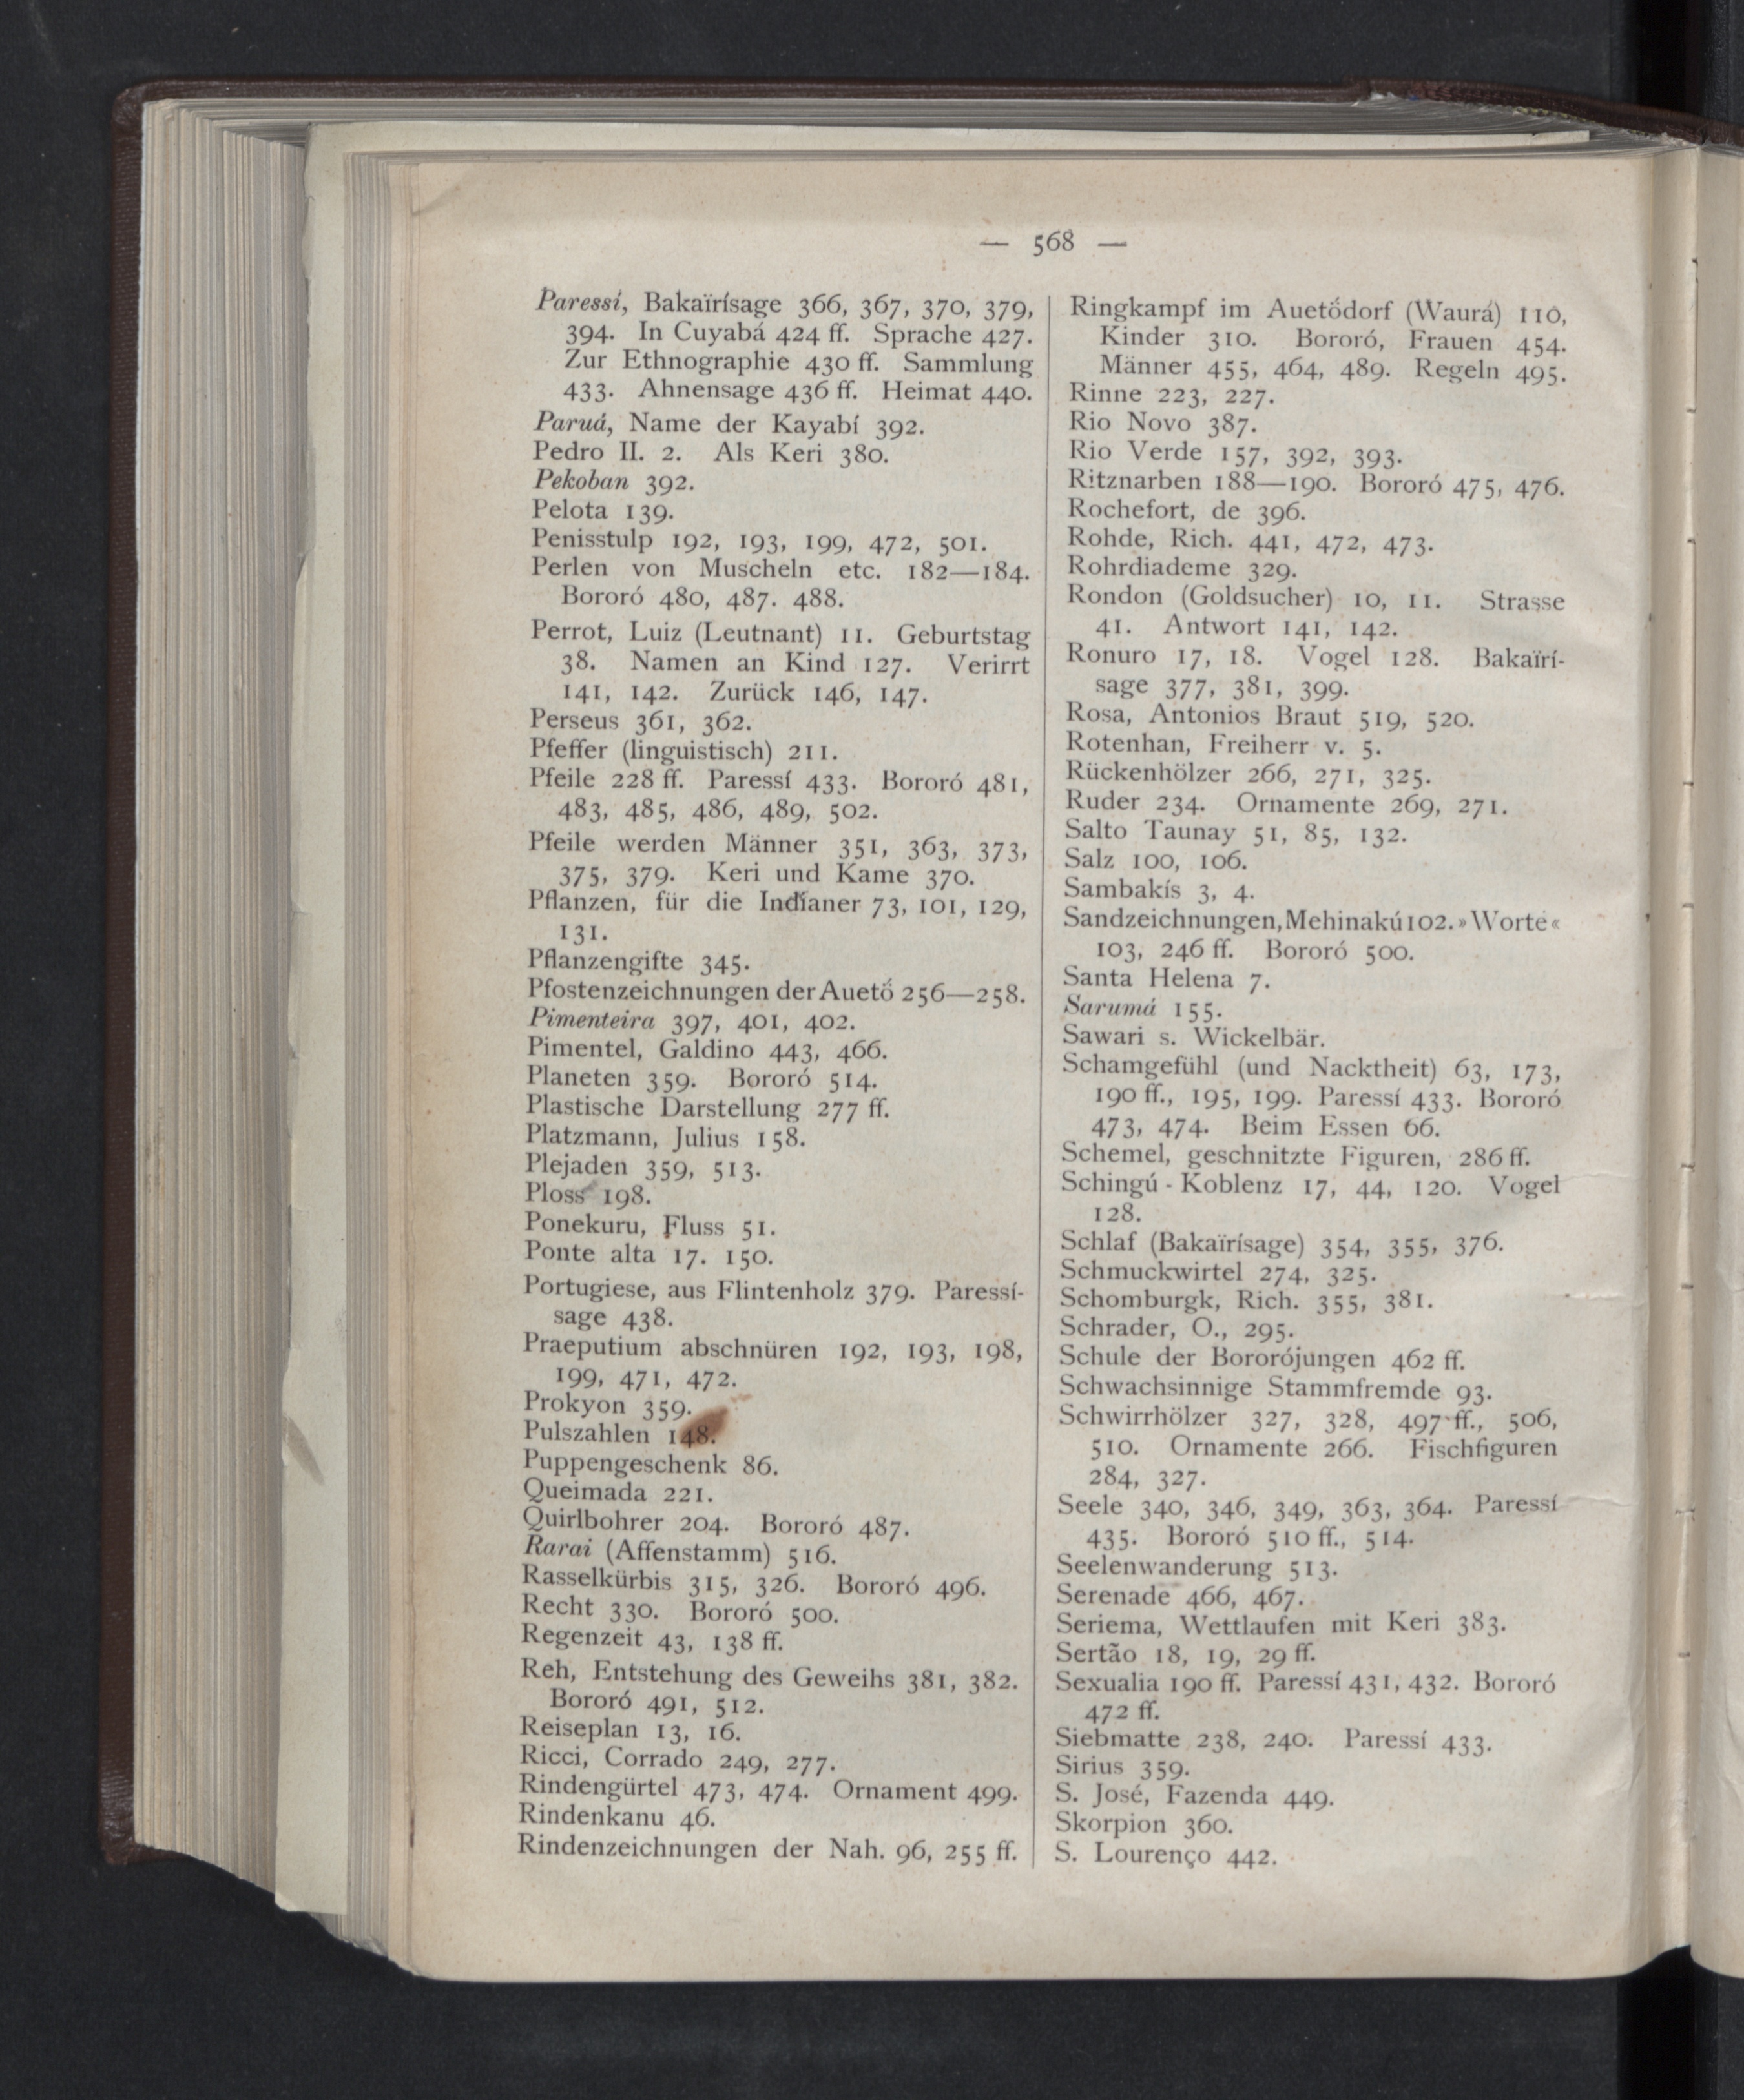 — 568 —
Paressí, Bakaïrísage 366, 367, 370, 379,
394. In Cuyabá 424 ff. Sprache 427.
Zur Ethnographie 430 ff. Sammlung
433. Ahnensage 436 ff. Heimat 440.
Paruá, Name der Kayabí 392.
Pedro II. 2. Als Keri 380.
Pekoban 392.
Pelota 139.
Penisstulp 192, 193, 199, 472, 501.
Perlen von Muscheln etc. 182—184.
Bororó 480, 487. 488.
Perrot, Luiz (Leutnant) 11. Geburtstag
38. Namen an Kind 127. Verirrt
141, 142. Zurück 146, 147.
Perseus 361, 362.
Pfeffer (linguistisch) 211.
Pfeile 228 ff. Paressí 433. Bororó 481,
483, 485, 486, 489, 502.
Pfeile werden Männer 351, 363, 373,
375, 379. Keri und Kame 370.
Pflanzen, für die Indianer 73, 101, 129,
131.
Pflanzengifte 345.
Pfostenzeichnungen der Auetö́ 256—258.
Pimenteira 397, 401, 402.
Pimentel, Galdino 443, 466.
Planeten 359. Bororó 514.
Plastische Darstellung 277 ff.
Platzmann, Julius 158.
Plejaden 359, 513.
Ploss 198.
Ponekuru, Fluss 51.
Ponte alta 17. 150.
Portugiese, aus Flintenholz 379. Paressí-
sage 438.
Praeputium abschnüren 192, 193, 198,
199, 471, 472.
Prokyon 359.
Pulszahlen 148.
Puppengeschenk 86.
Queimada 221.
Quirlbohrer 204. Bororó 487.
Rarai (Affenstamm) 516.
Rasselkürbis 315, 326. Bororó 496.
Recht 330. Bororó 500.
Regenzeit 43, 138 ff.
Reh, Entstehung des Geweihs 381, 382.
Bororó 491, 512.
Reiseplan 13, 16.
Ricci, Corrado 249, 277.
Rindengürtel 473, 474. Ornament 499.
Rindenkanu 46.
Rindenzeichnungen der Nah. 96, 255 ff.
Ringkampf im Auetö́dorf (Waurá) 110,
Kinder 310. Bororó, Frauen 454.
Männer 455, 464, 489. Regeln 495.
Rinne 223, 227.
Rio Novo 387.
Rio Verde 157, 392, 393.
Ritznarben 188—190. Bororó 475, 476.
Rochefort, de 396.
Rohde, Rich. 441, 472, 473.
Rohrdiademe 329.
Rondon (Goldsucher) 10, 11. Strasse
41. Antwort 141, 142.
Ronuro 17, 18. Vogel 128. Bakaïrí-
sage 377, 381, 399.
Rosa, Antonios Braut 519, 520.
Rotenhan, Freiherr v. 5.
Rückenhölzer 266, 271, 325.
Ruder 234. Ornamente 269, 271.
Salto Taunay 51, 85, 132.
Salz 100, 106.
Sambakís 3, 4.
Sandzeichnungen, Mehinakú 102. »Worte«
103, 246 ff. Bororó 500.
Santa Helena 7.
Sarumá 155.
Sawari s. Wickelbär.
Schamgefühl (und Nacktheit) 63, 173,
190 ff., 195, 199. Paressí 433. Bororó
473, 474. Beim Essen 66.
Schemel, geschnitzte Figuren, 286 ff.
Schingú - Koblenz 17, 44, 120. Vogel
128.
Schlaf (Bakaïrísage) 354, 355, 376.
Schmuckwirtel 274, 325.
Schomburgk, Rich. 355, 381.
Schrader, O., 295.
Schule der Bororójungen 462 ff.
Schwachsinnige Stammfremde 93.
Schwirrhölzer 327, 328, 497 ff., 506,
510. Ornamente 266. Fischfiguren
284, 327.
Seele 340, 346, 349, 363, 364. Paressí
435. Bororó 510 ff., 514.
Seelenwanderung 513.
Serenade 466, 467.
Seriema, Wettlaufen mit Keri 383.
Sertão 18, 19, 29 ff.
Sexualia 190 ff. Paressí 431, 432. Bororó
472 ff.
Siebmatte 238, 240. Paressí 433.
Sirius 359.
S. José, Fazenda 449.
Skorpion 360.
S. Lourenço 442.